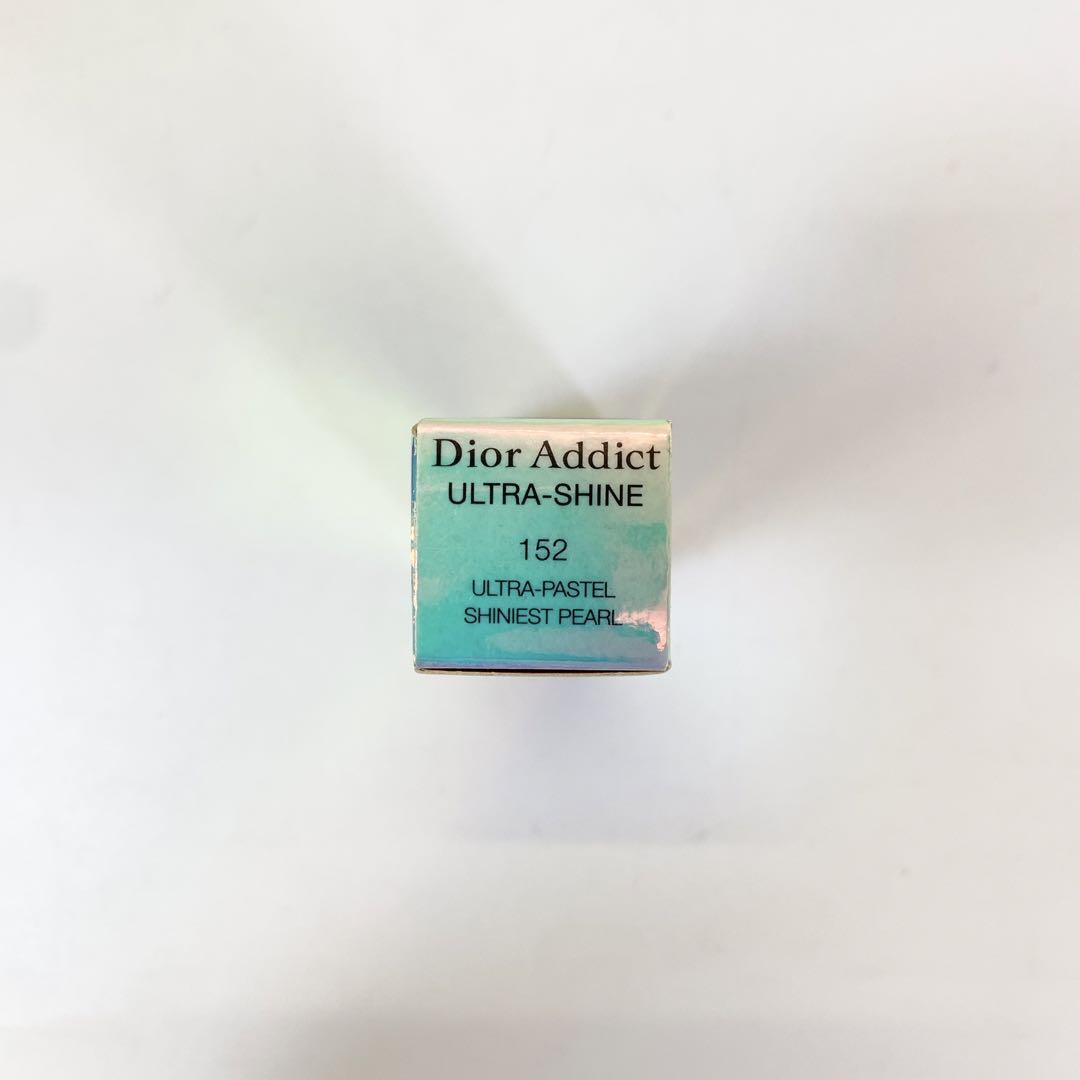 Dior Addict
ULTRA-SHINE
152
ULTRA-PASTEL
SHINIEST PEARL